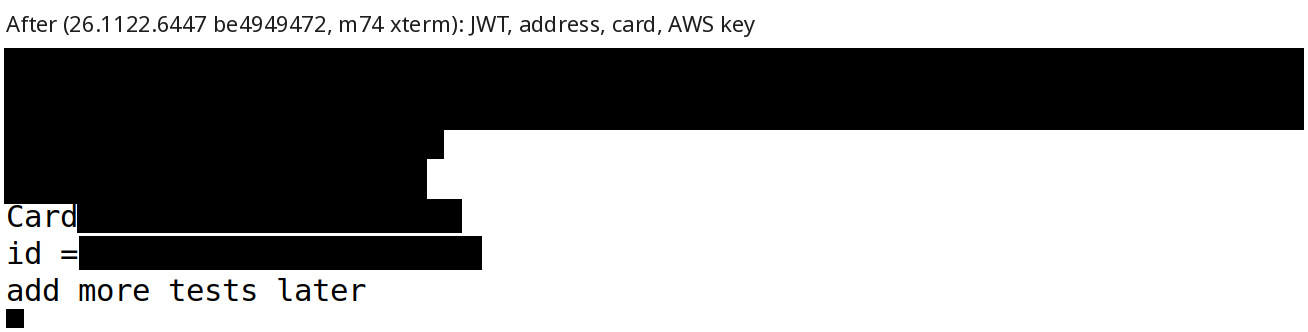 After (26.1122.6447 be4949472, m74 xterm): JWT, address, card, AWS key
Card
id =
add more tests later